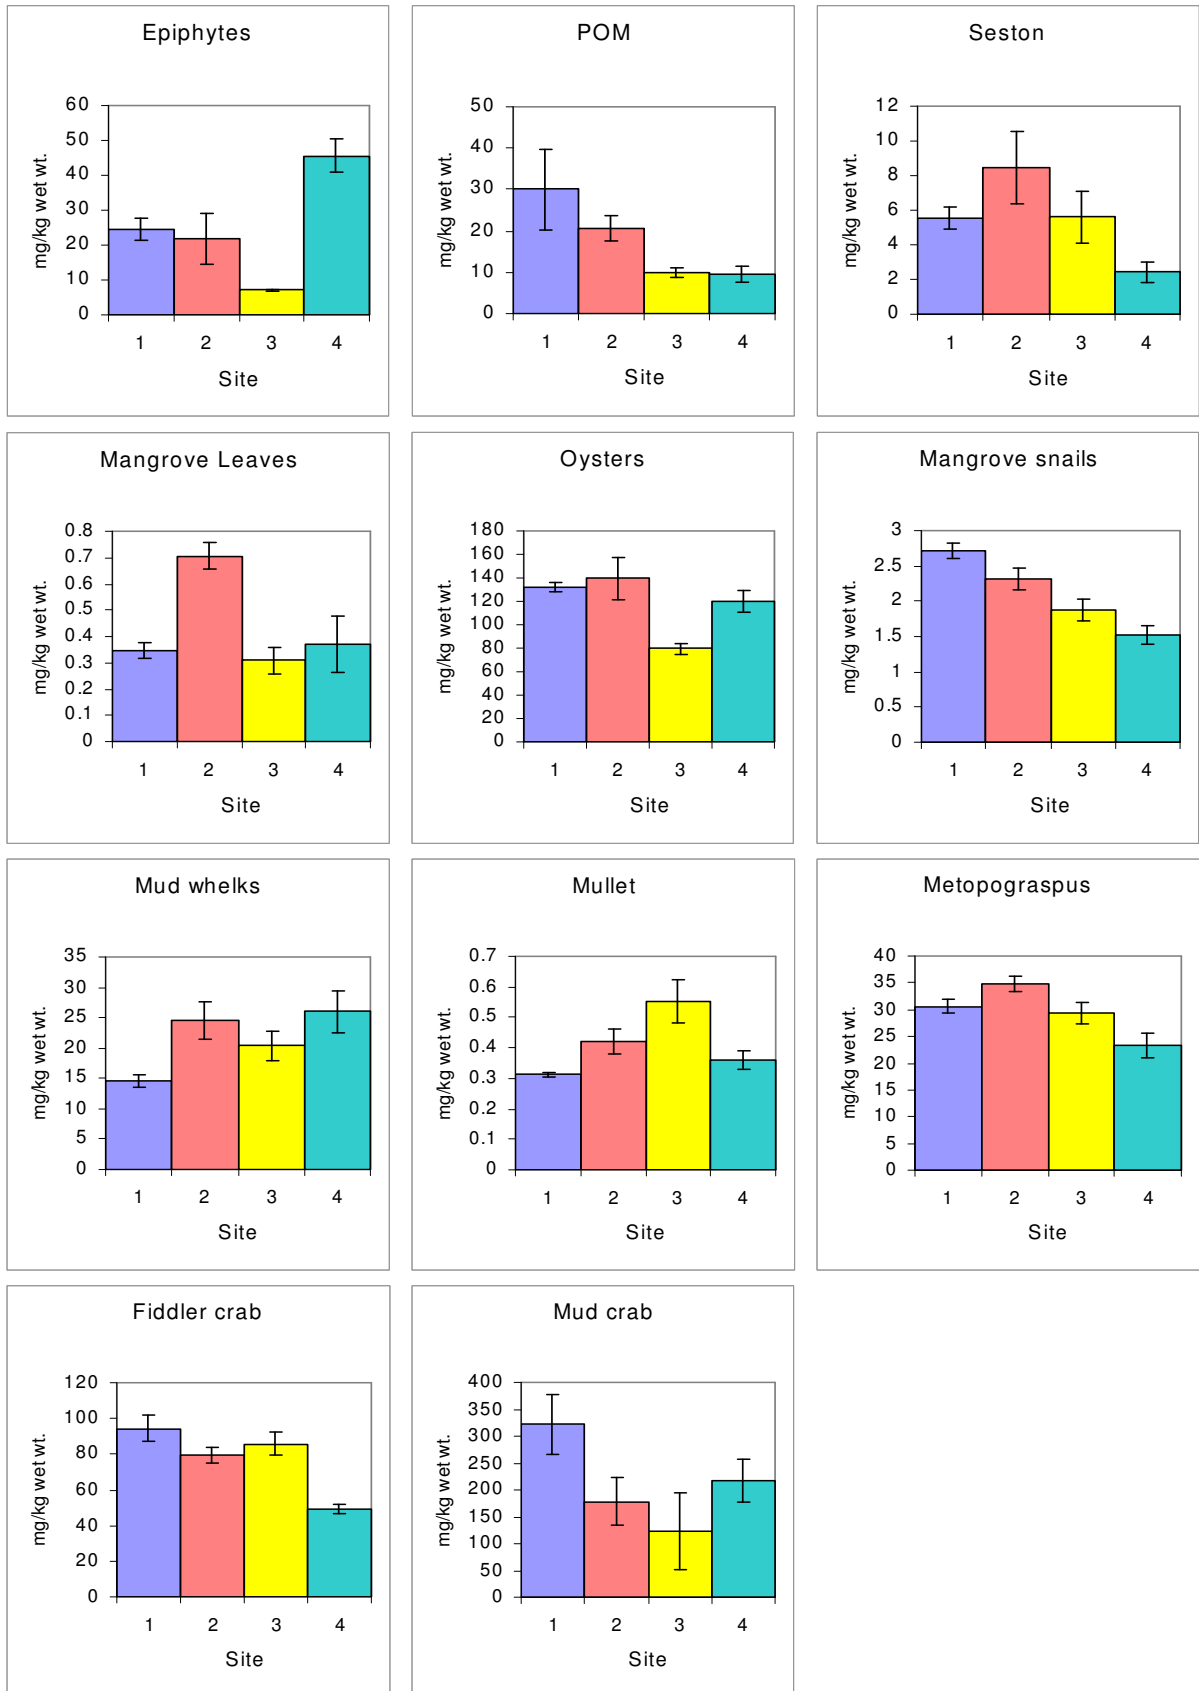 Epiphytes
60
50
40
30
20
10
0
mg/kg wet wt.
1 2 3 4
Site
POM
50
40
30
20
10
0
mg/kg wet wt.
1 2 3 4
Site
Seston
12
10
8
6
4
2
0
mg/kg wet wt.
1 2 3 4
Site
Mangrove Leaves
0.8
0.7
0.6
0.5
0.4
0.3
0.2
0.1
0
mg/kg wet wt.
1 2 3 4
Site
Oysters
180
160
140
120
100
80
60
40
20
0
mg/kg wet wt.
1 2 3 4
Site
Mangrove snails
3
2.5
2
1.5
1
0.5
0
mg/kg wet wt.
1 2 3 4
Site
Mud whelks
35
30
25
20
15
10
5
0
mg/kg wet wt.
1 2 3 4
Site
Mullet
0.7
0.6
0.5
0.4
0.3
0.2
0.1
0
mg/kg wet wt.
1 2 3 4
Site
Metopograspus
40
35
30
25
20
15
10
5
0
mg/kg wet wt.
1 2 3 4
Site
Fiddler crab
120
100
80
60
40
20
0
mg/kg wet wt.
1 2 3 4
Site
Mud crab
400
350
300
250
200
150
100
50
0
mg/kg wet wt.
1 2 3 4
Site